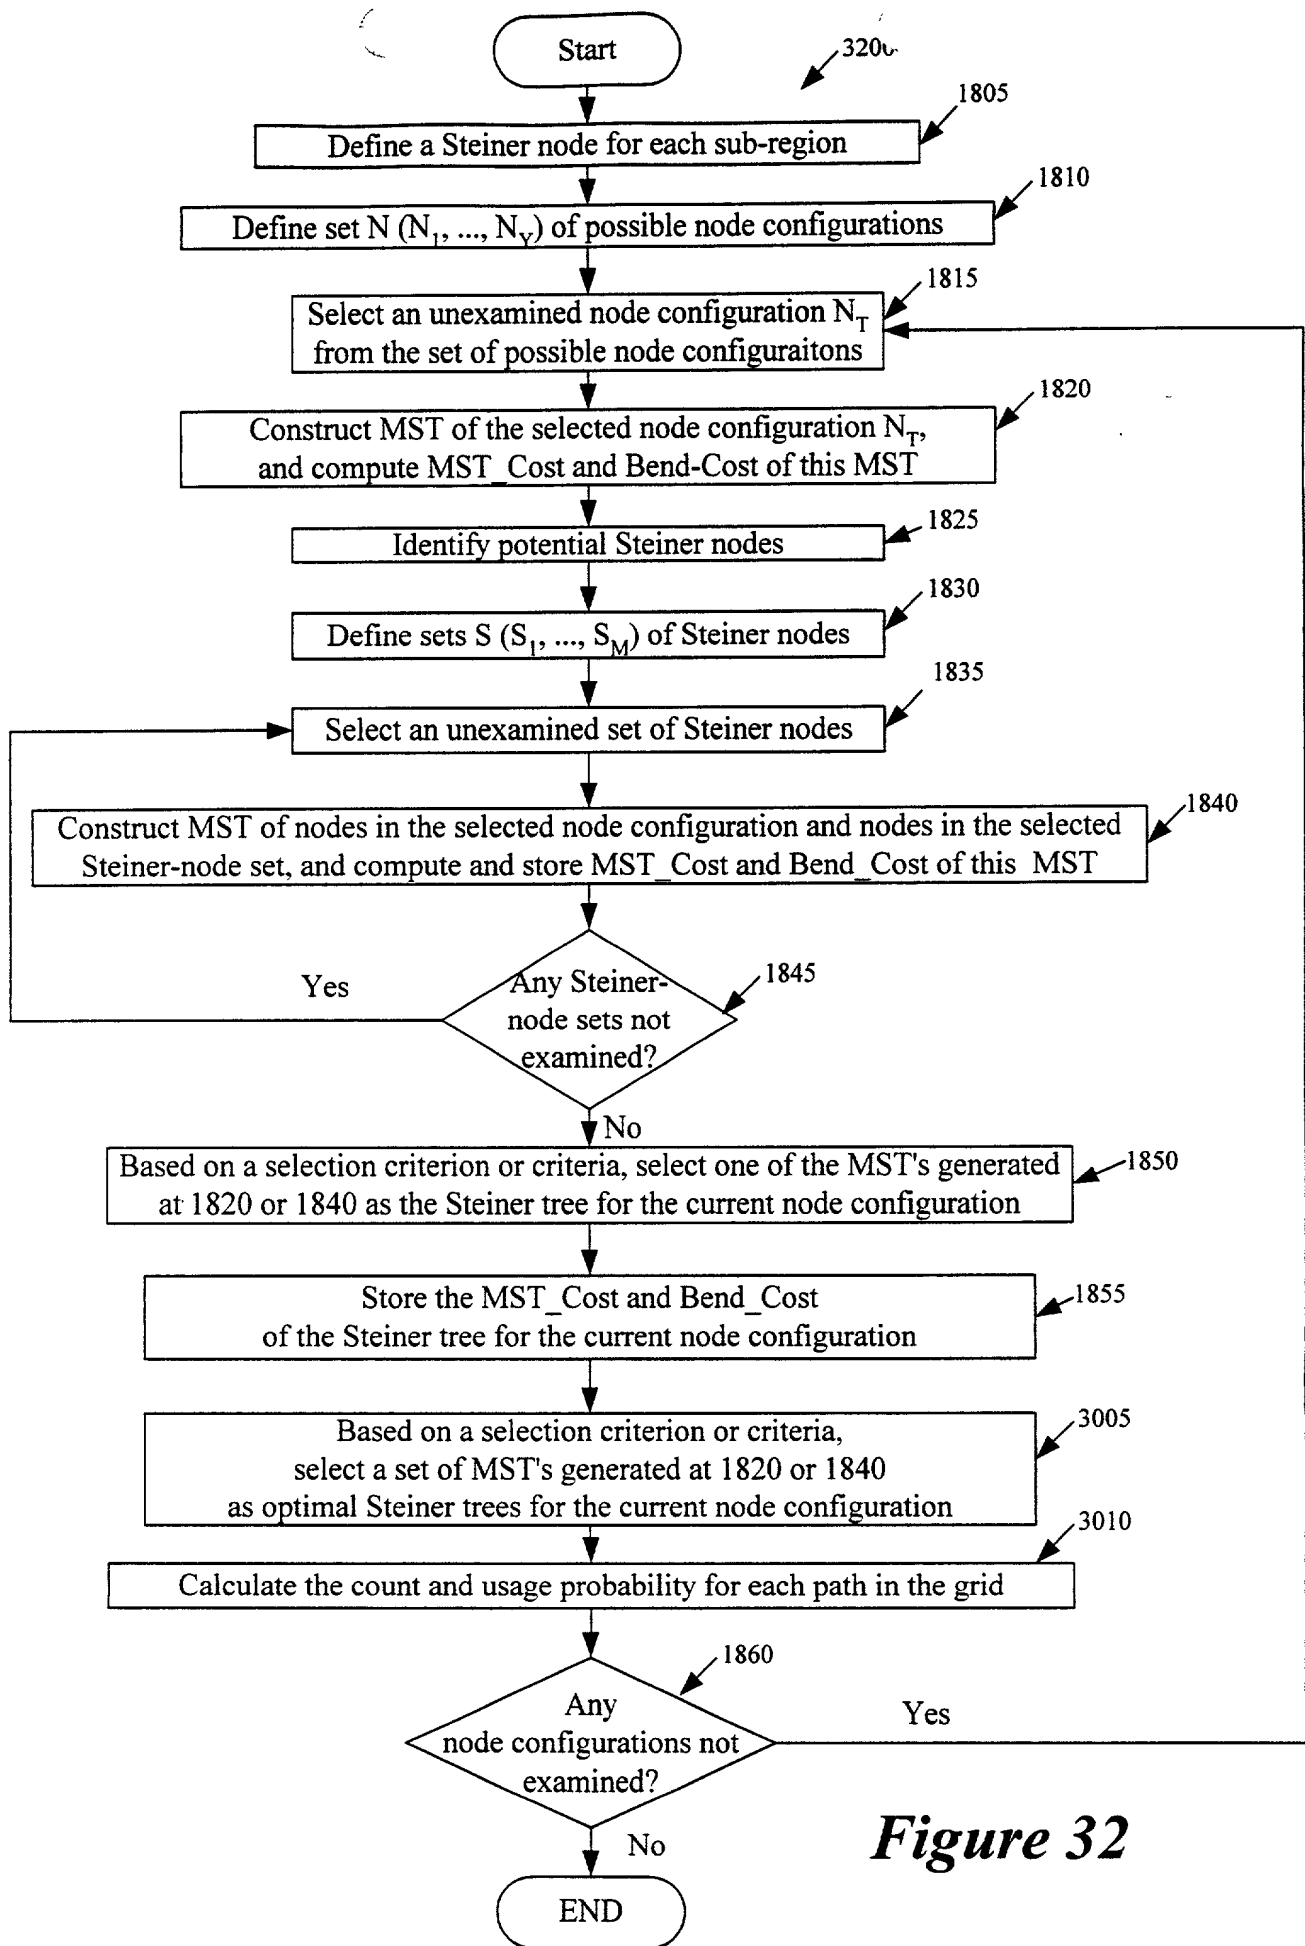 Start
1805
Define a Steiner node for each sub-region
1810
Define set N (N1, ..., NY) of possible node configurations
1815
Select an unexamined node configuration NT
from the set of possible node configuraitons
1820
Construct MST of the selected node configuration NT,
and compute MST_Cost and Bend-Cost of this MST
1825
Identify potential Steiner nodes
1830
Define sets S (S1, ..., SM) of Steiner nodes
1835
Select an unexamined set of Steiner nodes
1840
Construct MST of nodes in the selected node configuration and nodes in the selected
Steiner-node set, and compute and store MST_Cost and Bend_Cost of this MST
1845
Yes
Any Steiner-
node sets not
examined?
No
1850
Based on a selection criterion or criteria, select one of the MST's generated
at 1820 or 1840 as the Steiner tree for the current node configuration
1855
Store the MST_Cost and Bend_Cost
of the Steiner tree for the current node configuration
3005
Based on a selection criterion or criteria,
select a set of MST's generated at 1820 or 1840
as optimal Steiner trees for the current node configuration
3010
Calculate the count and usage probability for each path in the grid
1860
Any
node configurations not
examined?
Yes
No
END
Figure 32